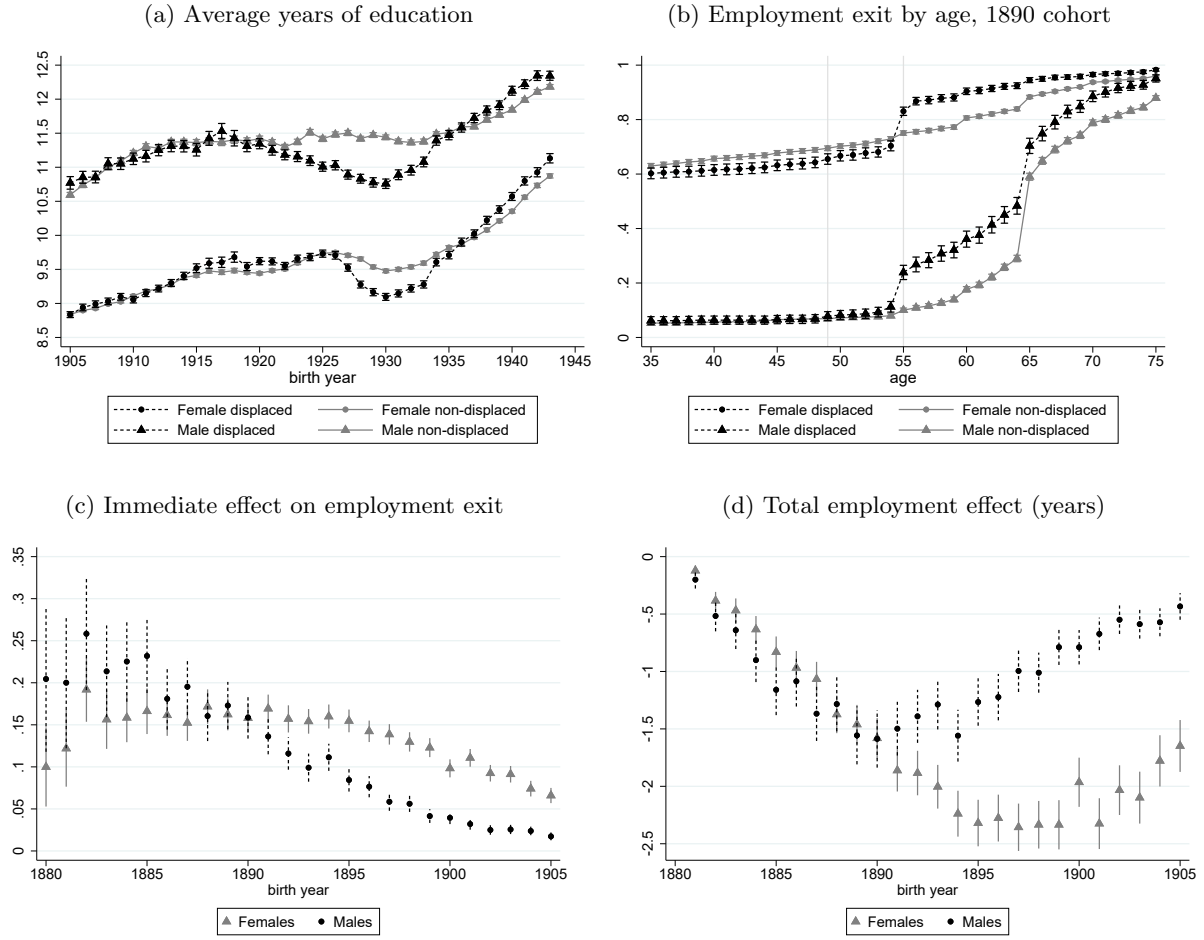 (a) Average years of education
12.5
12
11.5
11
10.5
10
9.5
9
8.5
1905 1910 1915 1920 1925 1930 1935 1940 1945
birth year
Female displaced Female non-displaced
Male displaced Male non-displaced
(b) Employment exit by age, 1890 cohort
1
.8
.6
.4
.2
0
35 40 45 50 55 60 65 70 75
age
Female displaced Female non-displaced
Male displaced Male non-displaced
(c) Immediate effect on employment exit
.35
.3
.25
.2
.15
.1
.05
0
1880 1885 1890 1895 1900 1905
birth year
Females Males
(d) Total employment effect (years)
0
-.5
-1
-1.5
-2
-2.5
1880 1885 1890 1895 1900 1905
birth year
Females Males